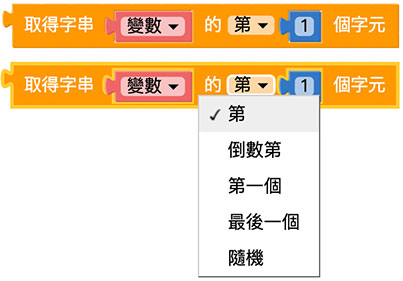 取得字串 變數 的 第 1 個字元
取得字串 變數 的 第 1 個字元
✓ 第
倒數第
第一個
最後一個
隨機